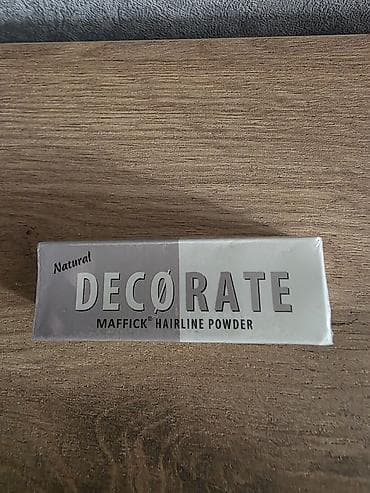 Natural
DECØRATE
MAFFICK® HAIRLINE POWDER